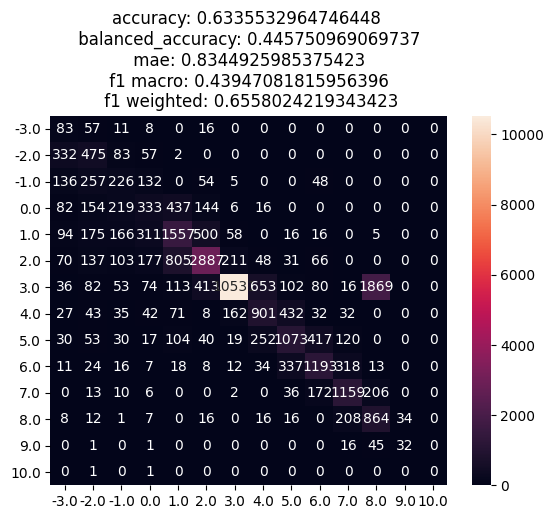 accuracy: 0.6335532964746448
balanced_accuracy: 0.445750969069737
mae: 0.8344925985375423
f1 macro: 0.43947081815956396
f1 weighted: 0.6558024219343423
-3.0 83 57 11 8 0 16 0 0 0 0 0 0 0 0
-2.0 332 475 83 57 2 0 0 0 0 0 0 0 0 0
-1.0 136 257 226 132 0 54 5 0 0 48 0 0 0 0
0.0 82 154 219 333 437 144 6 16 0 0 0 0 0 0
1.0 94 175 166 311 1557 500 58 0 16 16 0 5 0 0
2.0 70 137 103 177 805 2887 211 48 31 66 0 0 0 0
3.0 36 82 53 74 113 413 053 653 102 80 16 1869 0 0
4.0 27 43 35 42 71 8 162 901 432 32 32 0 0 0
5.0 30 53 30 17 104 40 19 252 1073 417 120 0 0 0
6.0 11 24 16 7 18 8 12 34 337 1193 318 13 0 0
7.0 0 13 10 6 0 0 2 0 36 172 1159 206 0 0
8.0 8 12 1 7 0 16 0 16 16 0 208 864 34 0
9.0 0 1 0 1 0 0 0 0 0 0 16 45 32 0
10.0 0 1 0 1 0 0 0 0 0 0 0 0 0 0
-3.0 -2.0 -1.0 0.0 1.0 2.0 3.0 4.0 5.0 6.0 7.0 8.0 9.0 10.0
10000
8000
6000
4000
2000
0